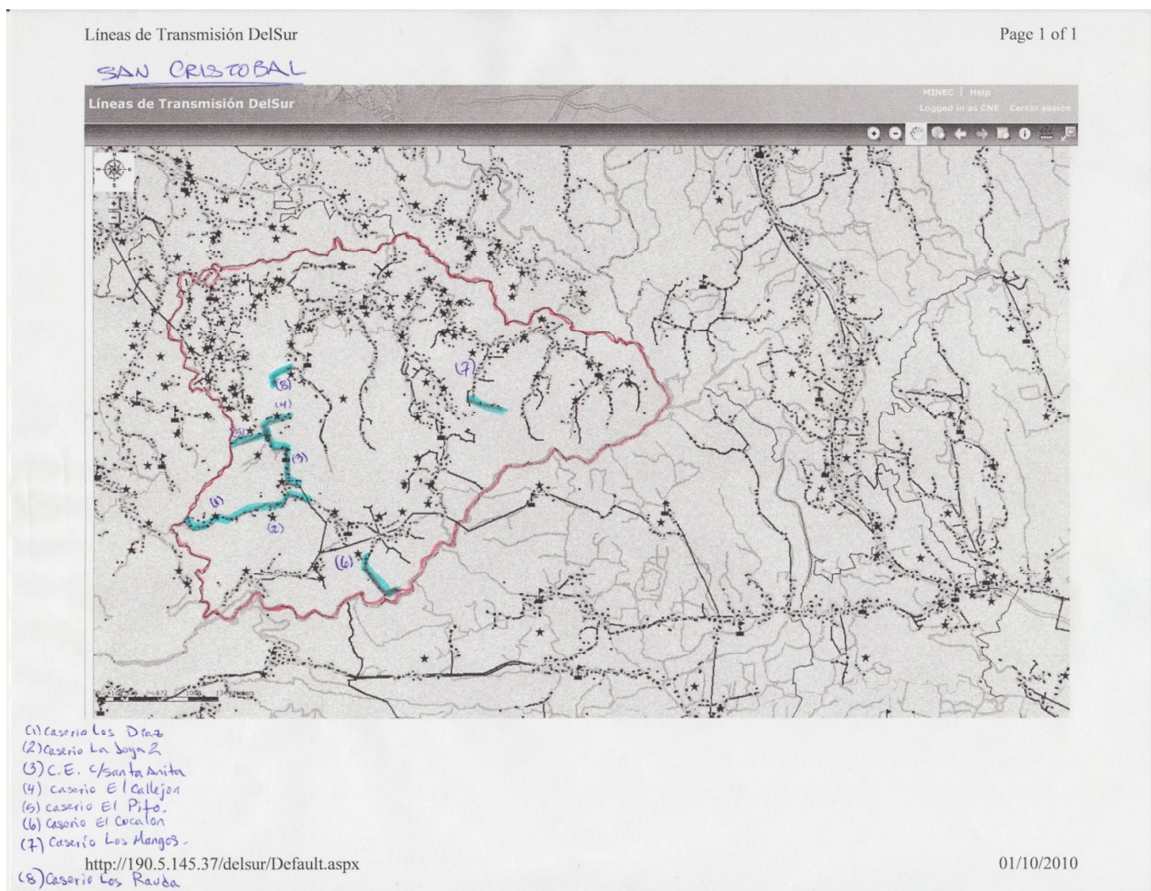 Líneas de Transmisión DelSur
Page 1 of 1
SAN CRISTOBAL
Líneas de Transmisión DelSur
MINEC | Help
Logged in as CNE Cerrar sesión
(7)
(8)
(4)
(5)
(3)
(1)
(2)
(6)
(1) Caserio Los Diaz
(2) Caserio La Joya 2
(3) C.E. C/Santa Anita
(4) Caserio El Callejon
(5) Caserio El Pito.
(6) Caserio El Cocalon
(7) Caserío Los Mangos.
http://190.5.145.37/delsur/Default.aspx
01/10/2010
(8) Caserio Los Rauda